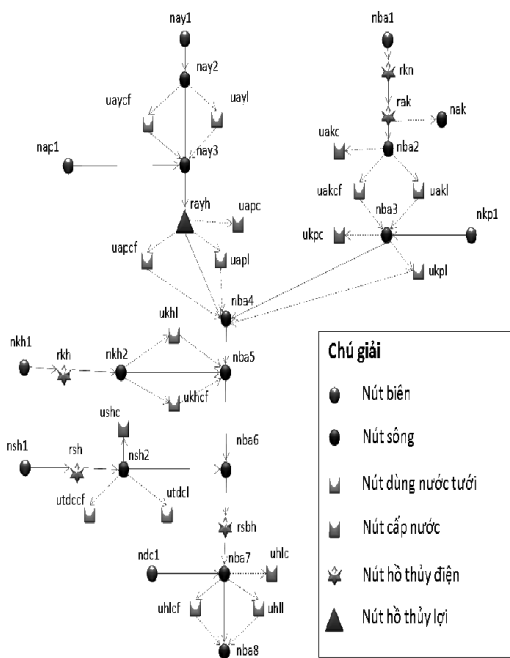 nay1
nba1
nay2
rkn
uaycf
uayl
rak
nak
nap1
nay3
uakc
nba2
uakcf
uakl
rayh
uapc
nba3
nkp1
uapcf
uapl
ukpc
ukpl
nba4
ukhl
nkh1
rkh
nkh2
nba5
ukhcf
ushc
nsh1
rsh
nsh2
nba6
utdccf
utdcl
rsbh
ndc1
nba7
uhlc
uhlcf
uhll
nba8
Chú giải
Nút biên
Nút sông
Nút dùng nước tưới
Nút cấp nước
Nút hồ thủy điện
Nút hồ thủy lợi